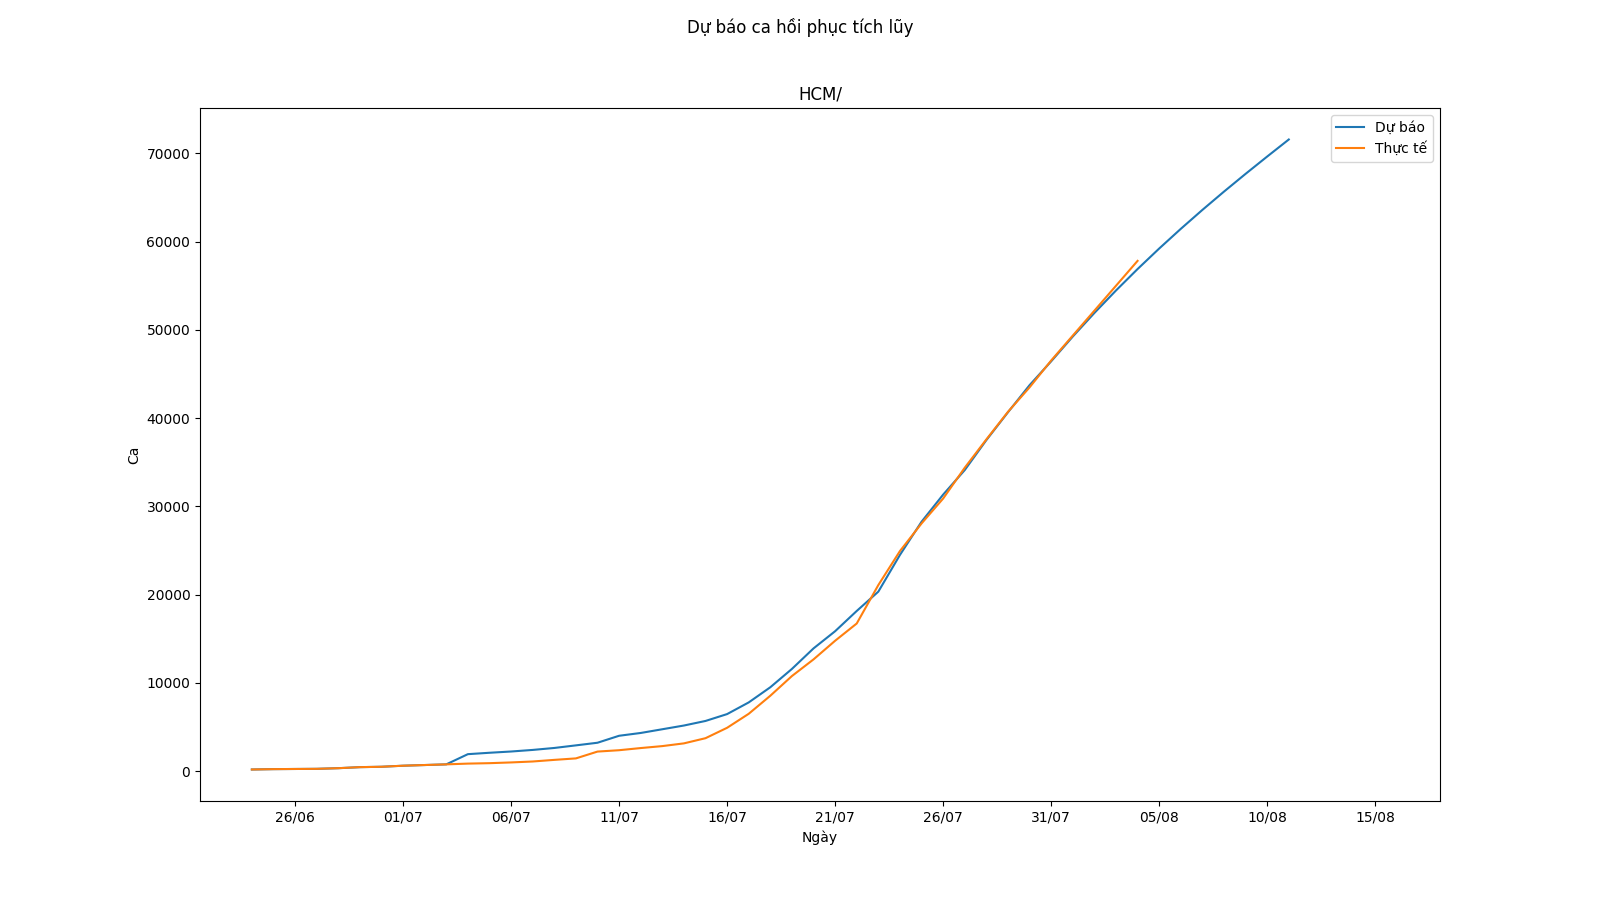 Dự báo ca hồi phục tích lũy
HCM/
Dự báo
Thực tế
70000
60000
50000
40000
30000
20000
10000
0
Ca
26/06 01/07 06/07 11/07 16/07 21/07 26/07 31/07 05/08 10/08 15/08
Ngày